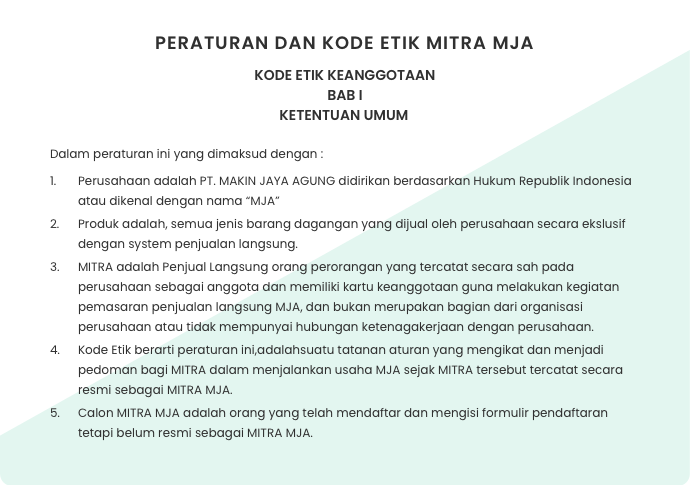 PERATURAN DAN KODE ETIK MITRA MJA
KODE ETIK KEANGGOTAAN
BAB I
KETENTUAN UMUM
Dalam peraturan ini yang dimaksud dengan :
1. Perusahaan adalah PT. MAKIN JAYA AGUNG didirikan berdasarkan Hukum Republik Indonesia
atau dikenal dengan nama “MJA”
2. Produk adalah, semua jenis barang dagangan yang dijual oleh perusahaan secara ekslusif
dengan system penjualan langsung.
3. MITRA adalah Penjual Langsung orang perorangan yang tercatat secara sah pada
perusahaan sebagai anggota dan memiliki kartu keanggotaan guna melakukan kegiatan
pemasaran penjualan langsung MJA, dan bukan merupakan bagian dari organisasi
perusahaan atau tidak mempunyai hubungan ketenagakerjaan dengan perusahaan.
4. Kode Etik berarti peraturan ini,adalahsuatu tatanan aturan yang mengikat dan menjadi
pedoman bagi MITRA dalam menjalankan usaha MJA sejak MITRA tersebut tercatat secara
resmi sebagai MITRA MJA.
5. Calon MITRA MJA adalah orang yang telah mendaftar dan mengisi formulir pendaftaran
tetapi belum resmi sebagai MITRA MJA.